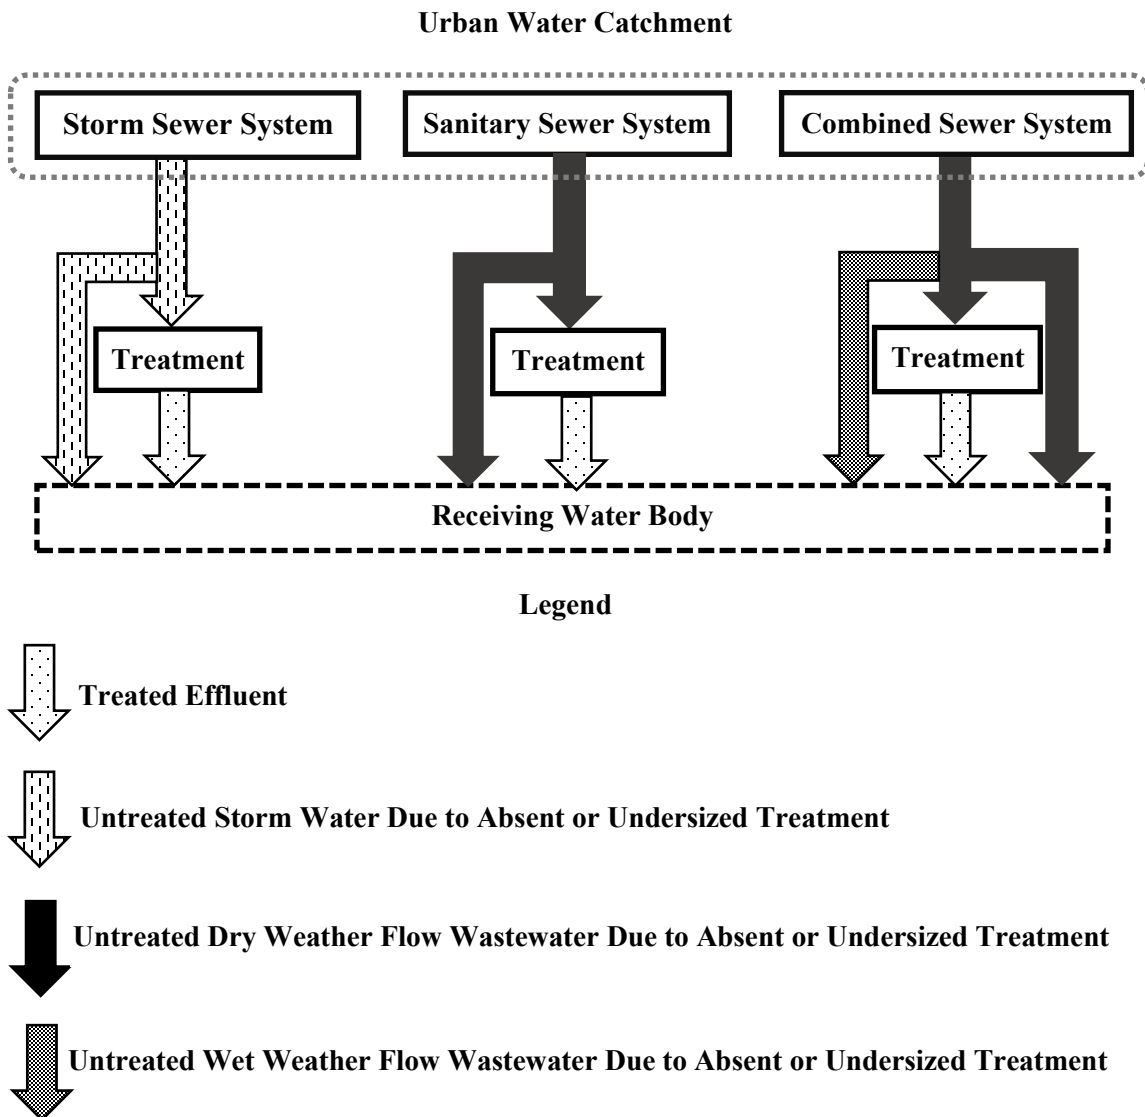 Urban Water Catchment
Storm Sewer System
Sanitary Sewer System
Combined Sewer System
Treatment
Treatment
Treatment
Receiving Water Body
Legend
Treated Effluent
Untreated Storm Water Due to Absent or Undersized Treatment
Untreated Dry Weather Flow Wastewater Due to Absent or Undersized Treatment
Untreated Wet Weather Flow Wastewater Due to Absent or Undersized Treatment